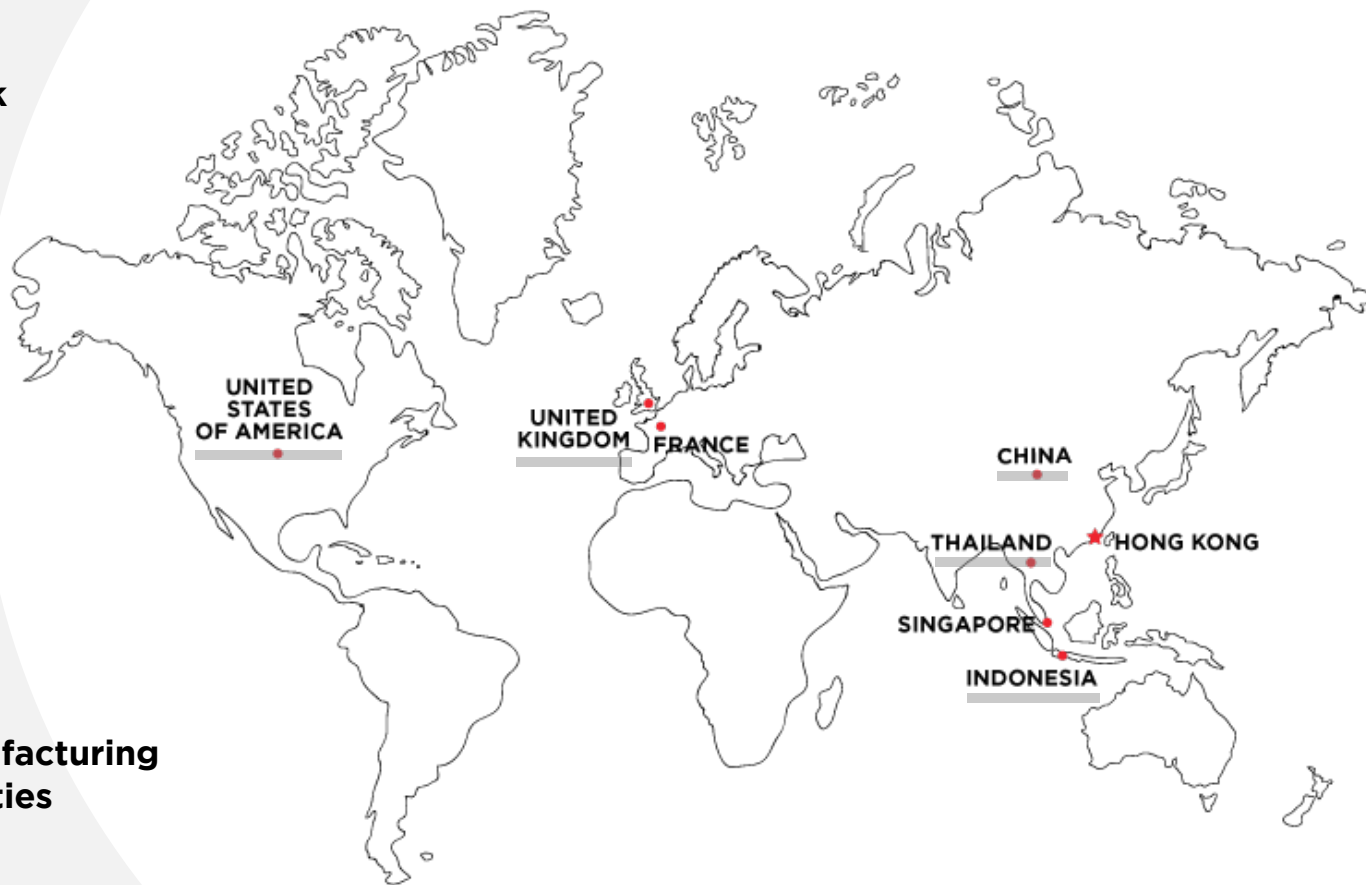 k
UNITED
STATES
OF AMERICA
UNITED
KINGDOM
FRANCE
CHINA
THAILAND
HONG KONG
SINGAPORE
INDONESIA
facturing
ties